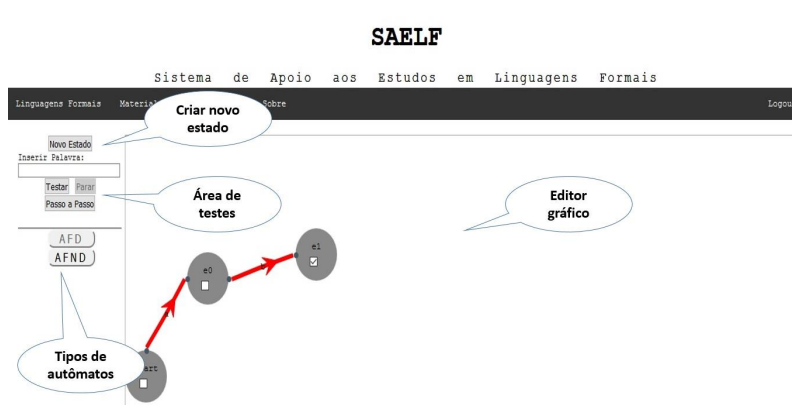 SAELF
Sistema de Apoio aos Estudos em Linguagens Formais
Linguagens Formais
Sobre
Logou
Criar novo
estado
Novo Estado
Inserir Palavra:
Testar Parar
Passo a Passo
Área de
testes
Editor
gráfico
AFD
AFND
e1
e0
b
art
Tipos de
autômatos